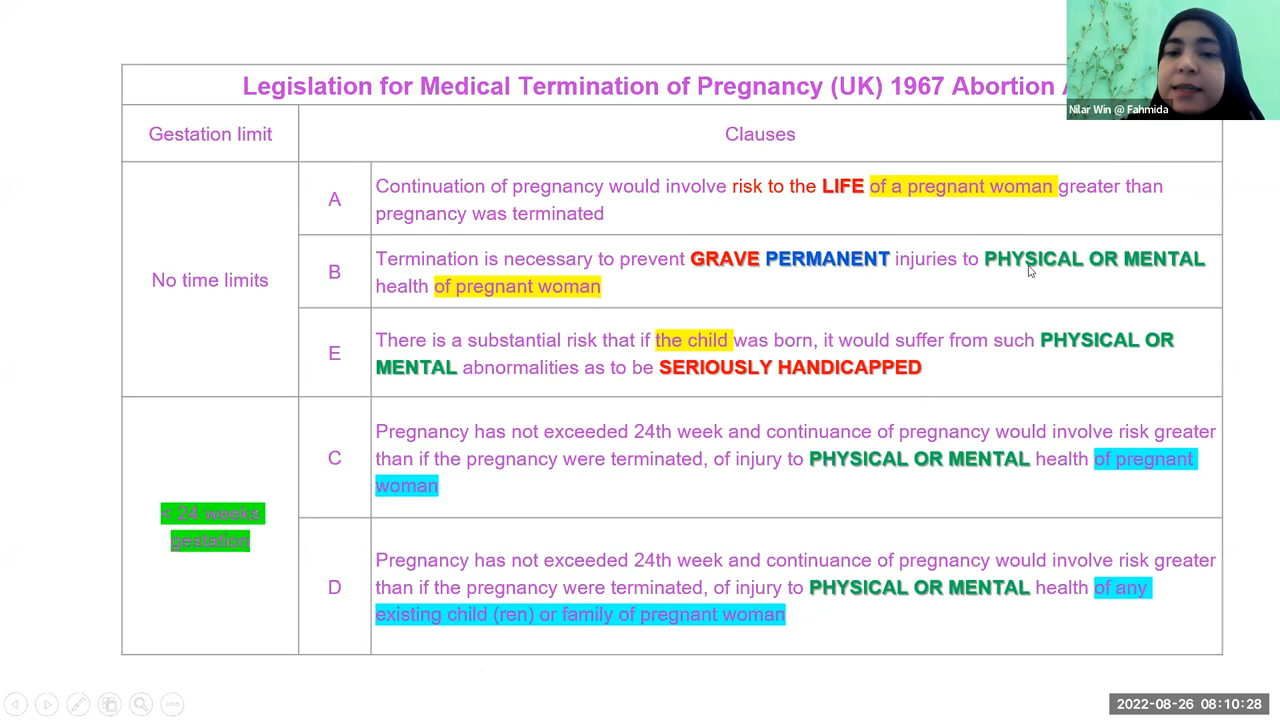 Legislation for Medical Termination of Pregnancy (UK) 1967 Abortion
Nilar Win @ Fahmida
Gestation limit
Clauses
No time limits
A
Continuation of pregnancy would involve risk to the LIFE of a pregnant woman greater than
pregnancy was terminated
B
Termination is necessary to prevent GRAVE PERMANENT injuries to PHYSICAL OR MENTAL
health of pregnant woman
E
There is a substantial risk that if the child was born, it would suffer from such PHYSICAL OR
MENTAL abnormalities as to be SERIOUSLY HANDICAPPED
< 24 weeks
gestation
C
Pregnancy has not exceeded 24th week and continuance of pregnancy would involve risk greater
than if the pregnancy were terminated, of injury to PHYSICAL OR MENTAL health of pregnant
woman
D
Pregnancy has not exceeded 24th week and continuance of pregnancy would involve risk greater
than if the pregnancy were terminated, of injury to PHYSICAL OR MENTAL health of any
existing child (ren) or family of pregnant woman
2022-08-26 08:10:28